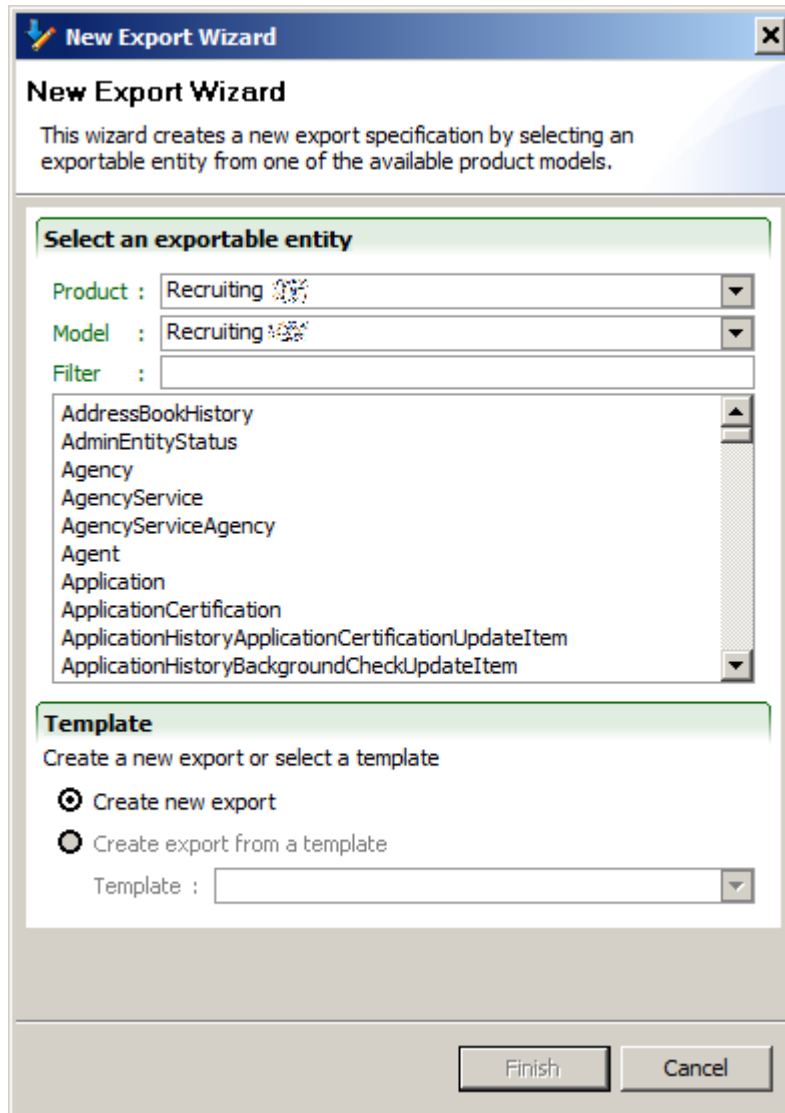 New Export Wizard
New Export Wizard
This wizard creates a new export specification by selecting an
exportable entity from one of the available product models.
Select an exportable entity
Product : Recruiting
Model : Recruiting
Filter :
AddressBookHistory
AdminEntityStatus
Agency
AgencyService
AgencyServiceAgency
Agent
Application
ApplicationCertification
ApplicationHistoryApplicationCertificationUpdateItem
ApplicationHistoryBackgroundCheckUpdateItem
Template
Create a new export or select a template
Create new export
Create export from a template
Template :
Finish Cancel